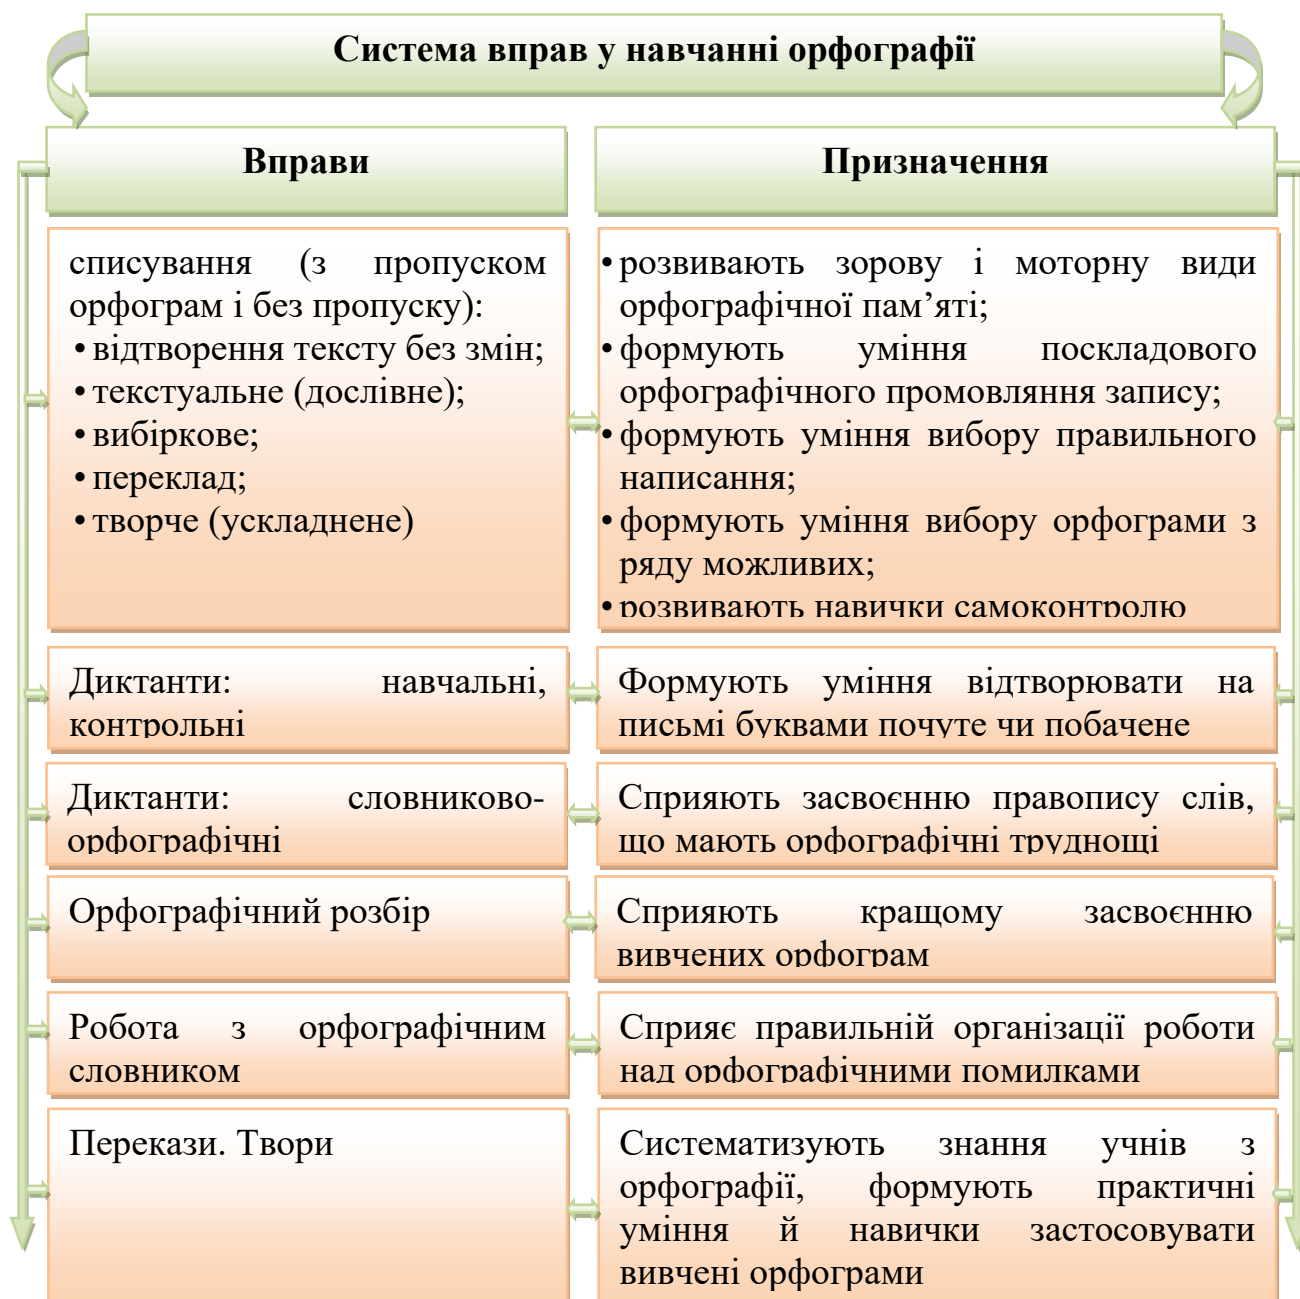 Система вправ у навчанні орфографії
Вправи
Призначення
списування (з пропуском
орфограм і без пропуску):
• відтворення тексту без змін;
• текстуальне (дослівне);
• вибіркове;
• переклад;
• творче (ускладнене)
• розвивають зорову і моторну види
орфографічної пам’яті;
• формують уміння поскладового
орфографічного промовляння запису;
• формують уміння вибору правильного
написання;
• формують уміння вибору орфограми з
ряду можливих;
• розвивають навички самоконтролю
Диктанти: навчальні,
контрольні
Формують уміння відтворювати на
письмі буквами почуте чи побачене
Диктанти: словниково-
орфографічні
Сприяють засвоєнню правопису слів,
що мають орфографічні труднощі
Орфографічний розбір
Сприяють кращому засвоєнню
вивчених орфограм
Робота з орфографічним
словником
Сприяє правильній організації роботи
над орфографічними помилками
Перекази. Твори
Систематизують знання учнів з
орфографії, формують практичні
уміння й навички застосовувати
вивчені орфограми